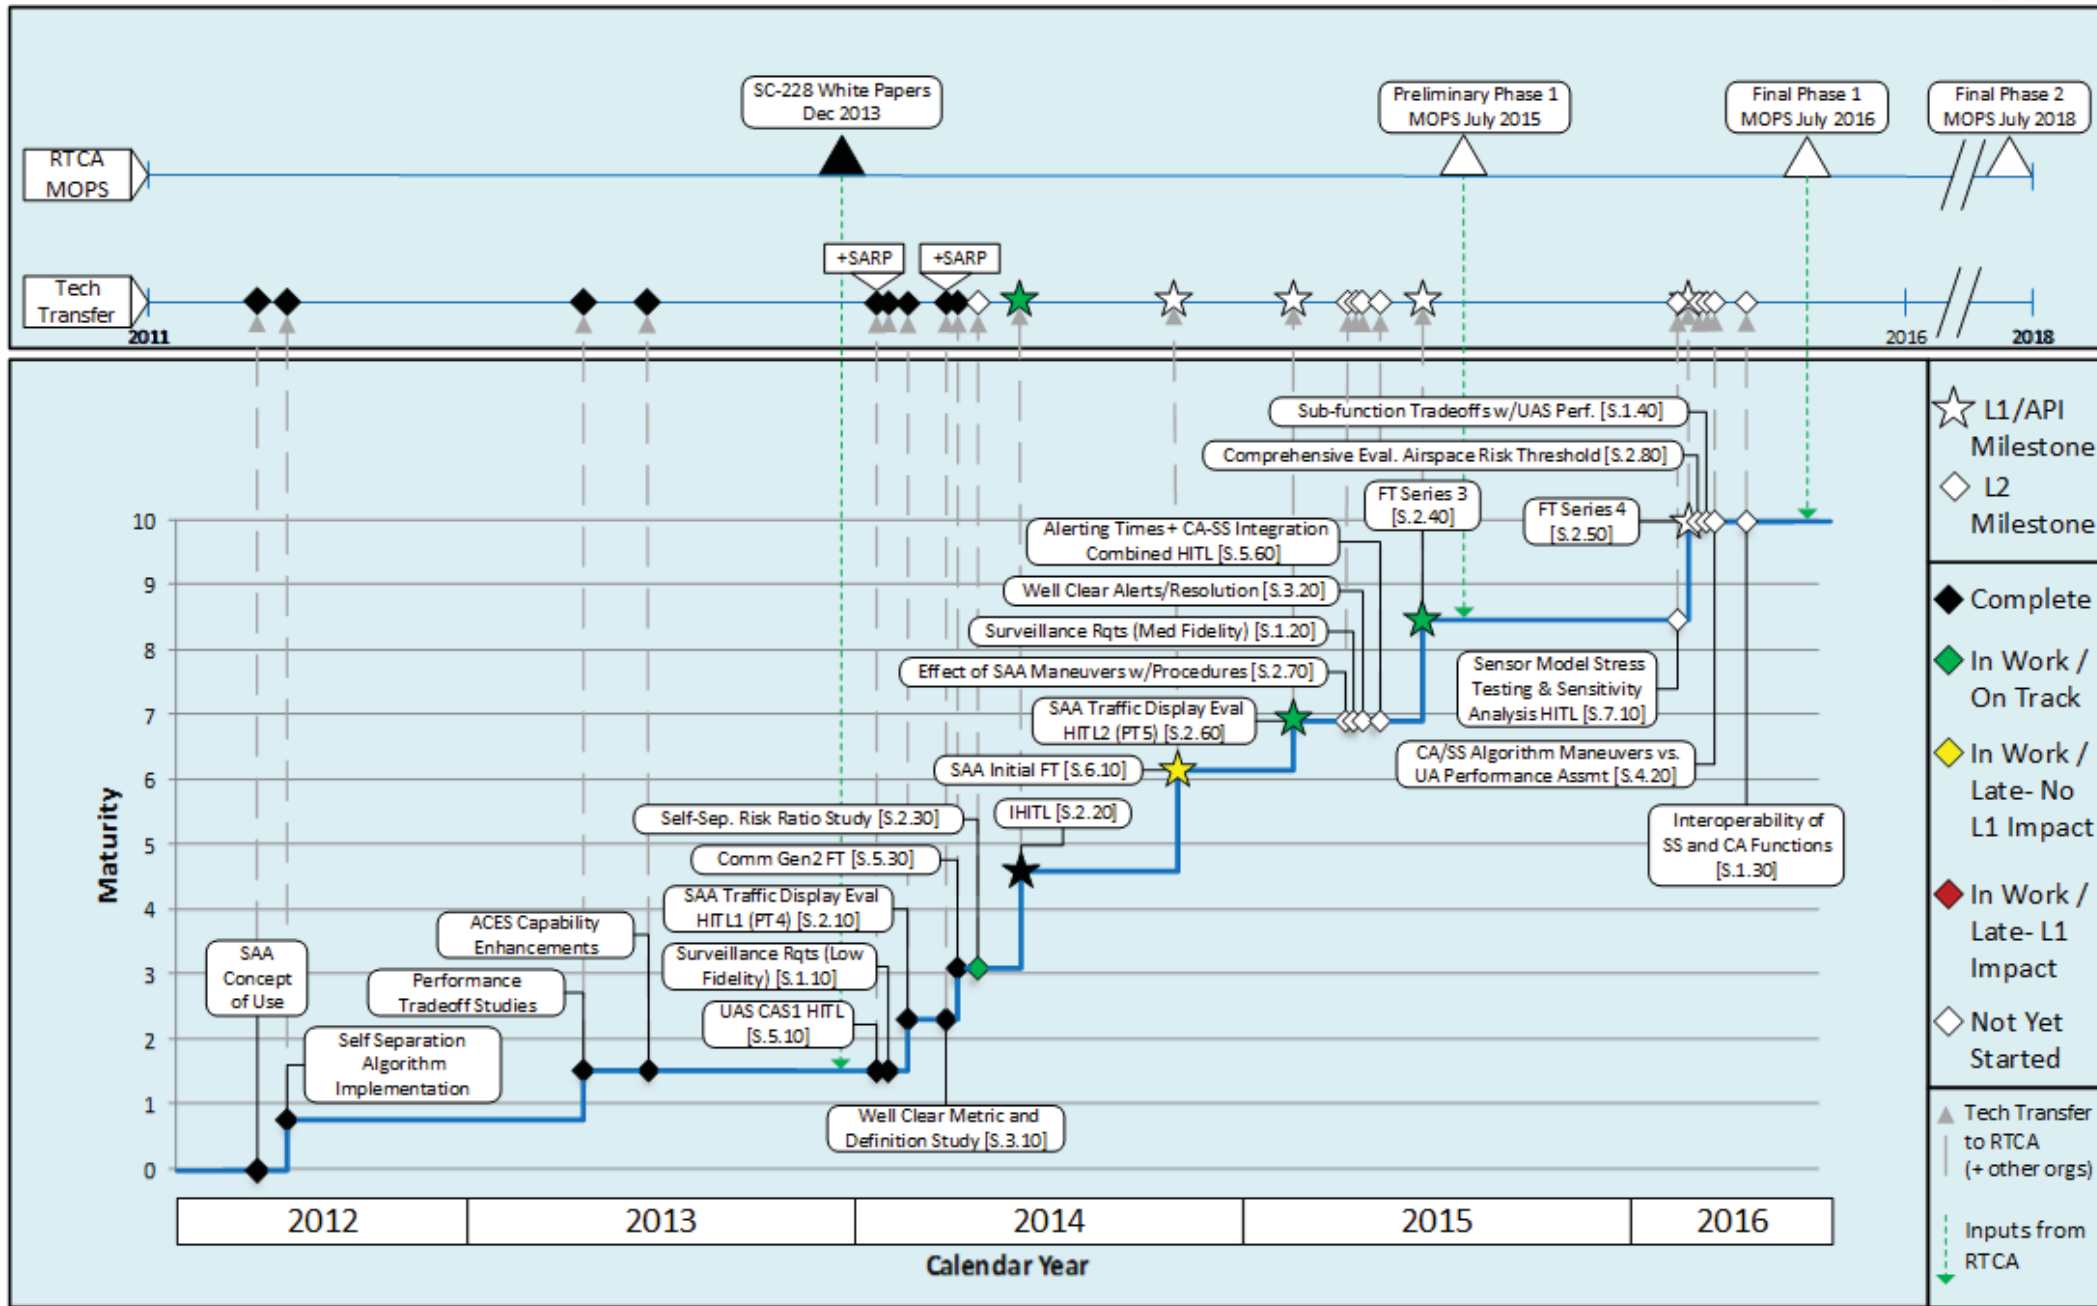 SC-228 White Papers
Dec 2013
Preliminary Phase 1
MOPS July 2015
Final Phase 1
MOPS July 2016
Final Phase 2
MOPS July 2018
RTCA
MOPS
+SARP
+SARP
Tech
Transfer
2011
2016
2018
Sub-function Tradeoffs w/UAS Perf. [S.1.40]
Comprehensive Eval. Airspace Risk Threshold [S.2.80]
FT Series 3
[S.2.40]
FT Series 4
[S.2.50]
Alerting Times + CA-SS Integration
Combined HITL [S.5.60]
Well Clear Alerts/Resolution [S.3.20]
Surveillance Rqts (Med Fidelity) [S.1.20]
Effect of SAA Maneuvers w/Procedures [S.2.70]
SAA Traffic Display Eval
HITL2 (PT5) [S.2.60]
Sensor Model Stress
Testing & Sensitivity
Analysis HITL [S.7.10]
CA/SS Algorithm Maneuvers vs.
UA Performance Assmt [S.4.20]
SAA Initial FT [S.6.10]
IHITL [S.2.20]
Self-Sep. Risk Ratio Study [S.2.30]
Interoperability of
SS and CA Functions
[S.1.30]
Comm Gen2 FT [S.5.30]
SAA Traffic Display Eval
HITL1 (PT4) [S.2.10]
ACES Capability
Enhancements
Surveillance Rqts (Low
Fidelity) [S.1.10]
SAA
Concept
of Use
Performance
Tradeoff Studies
UAS CAS1 HITL
[S.5.10]
Self Separation
Algorithm
Implementation
Well Clear Metric and
Definition Study [S.3.10]
Maturity
10
9
8
7
6
5
4
3
2
1
0
2012
2013
2014
2015
2016
Calendar Year
L1/API
Milestone
L2
Milestone
Complete
In Work /
On Track
In Work /
Late- No
L1 Impact
In Work /
Late- L1
Impact
Not Yet
Started
Tech Transfer
to RTCA
(+ other orgs)
Inputs from
RTCA